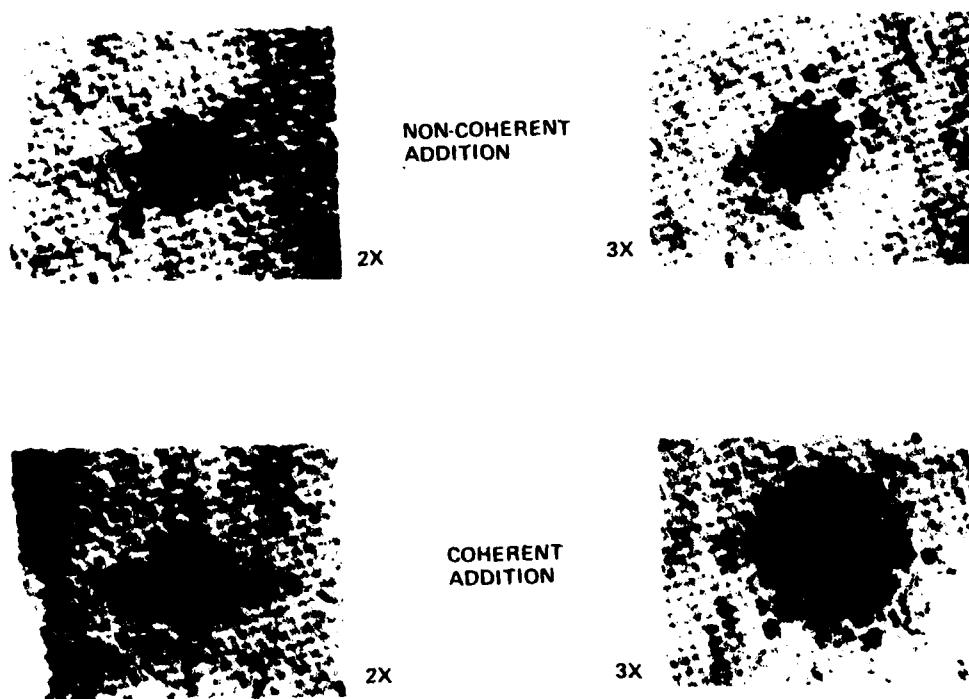 NON-COHERENT
ADDITION
2X
3X
COHERENT
ADDITION
2X
3X